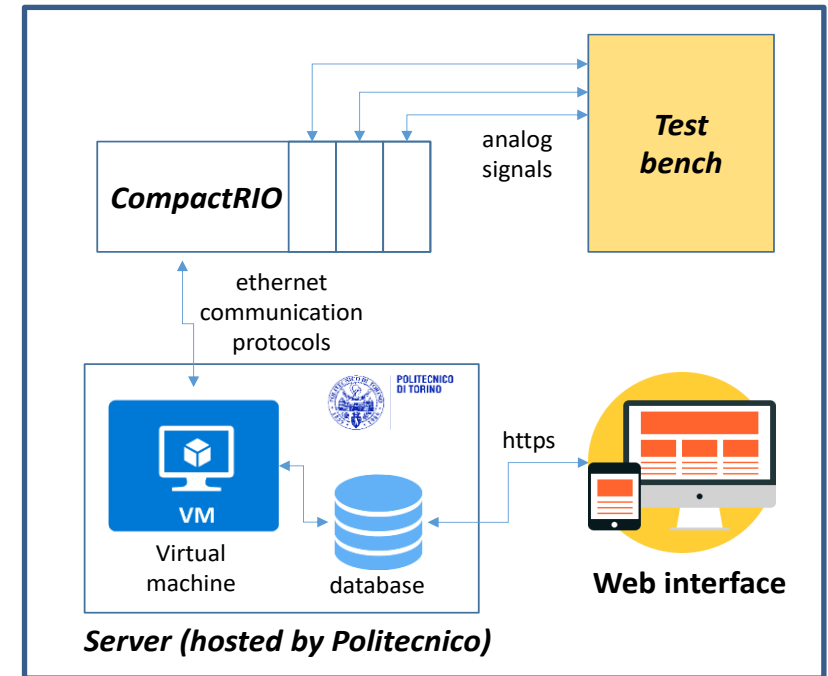 Test
bench
analog
signals
CompactRIO
ethernet
communication
protocols
POLITECNICO
DI TORINO
https
VM
Virtual
machine
database
Web interface
Server (hosted by Politecnico)